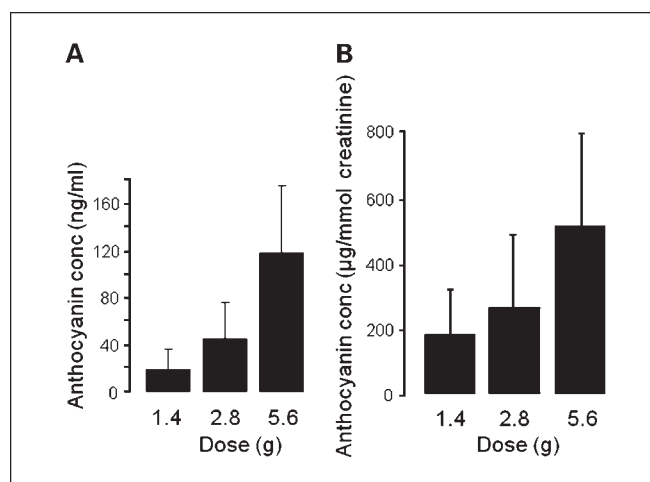 A
Anthocyanin conc (ng/ml)
160
120
80
40
0
1.4 2.8 5.6
Dose (g)
B
Anthocyanin conc (µg/mmol creatinine)
800
600
400
200
0
1.4 2.8 5.6
Dose (g)